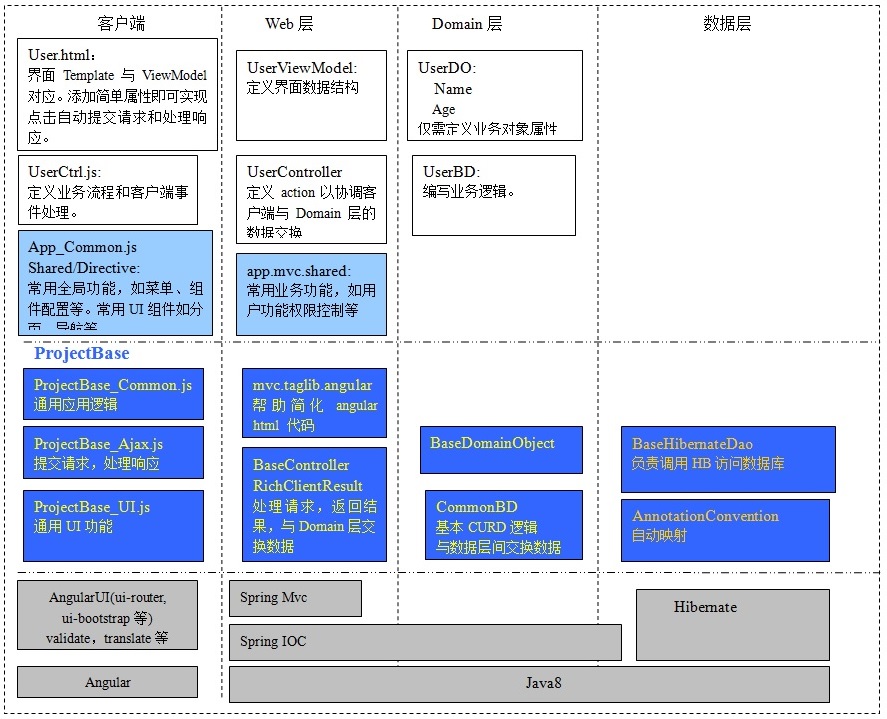 客户端
Web 层
Domain 层
数据层
User.html:
界面 Template 与 ViewModel
对应。添加简单属性即可实现
点击自动提交请求和处理响
应。
UserViewModel:
定义界面数据结构
UserDO:
Name
Age
仅需定义业务对象属性
UserCtrl.js:
定义业务流程和客户端事
件处理。
UserController
定义 action 以协调客
户端与 Domain 层的
数据交换
UserBD:
编写业务逻辑。
App_Common.js
Shared/Directive:
常用全局功能，如菜单、组
件配置等。常用 UI 组件如分
页、导航等
app.mvc.shared:
常用业务功能，如用
户功能权限控制等
ProjectBase
ProjectBase_Common.js
通用应用逻辑
ProjectBase_Ajax.js
提交请求，处理响应
ProjectBase_UI.js
通用 UI 功能
mvc.taglib.angular
帮助简化 angular
html 代码
BaseController
RichClientResult
处理请求，返回结
果，与 Domain 层交
换数据
BaseDomainObject
CommonBD
基本 CURD 逻辑
与数据层间交换数据
BaseHibernateDao
负责调用 HB 访问数据库
AnnotationConvention
自动映射
AngularUI(ui-router,
ui-bootstrap 等)
validate，translate 等
Spring Mvc
Spring IOC
Hibernate
Angular
Java8